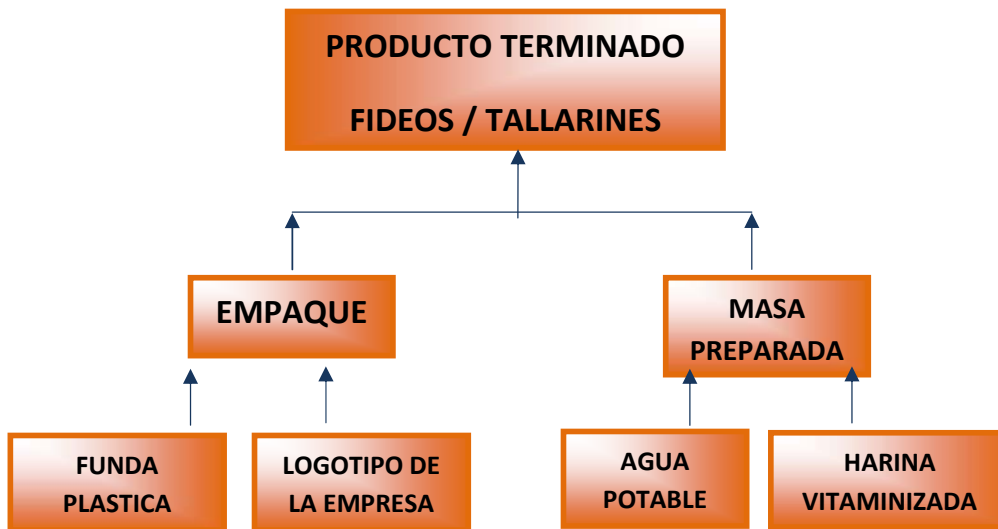 PRODUCTO TERMINADO
FIDEOS / TALLARINES
EMPAQUE
MASA
PREPARADA
FUNDA
PLASTICA
LOGOTIPO DE
LA EMPRESA
AGUA
POTABLE
HARINA
VITAMINIZADA